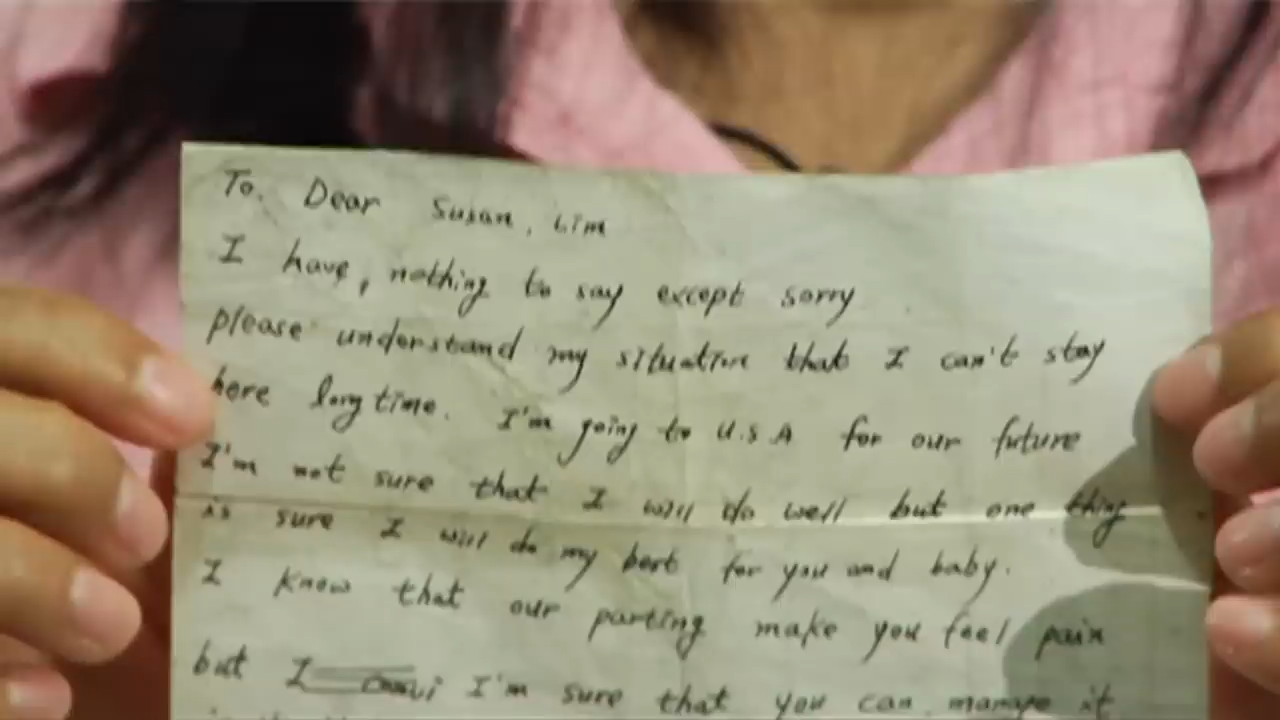 To. Dear Susan, Lim
I have, nothing to say except sorry
please understand my situation that I can't stay
here long time. I'm going to U.S.A for our future
I'm not sure that I will do well but one thing
is sure I will do my best for you and baby.
I know that our parting make you feel pain
but I I'm sure that you can manage it